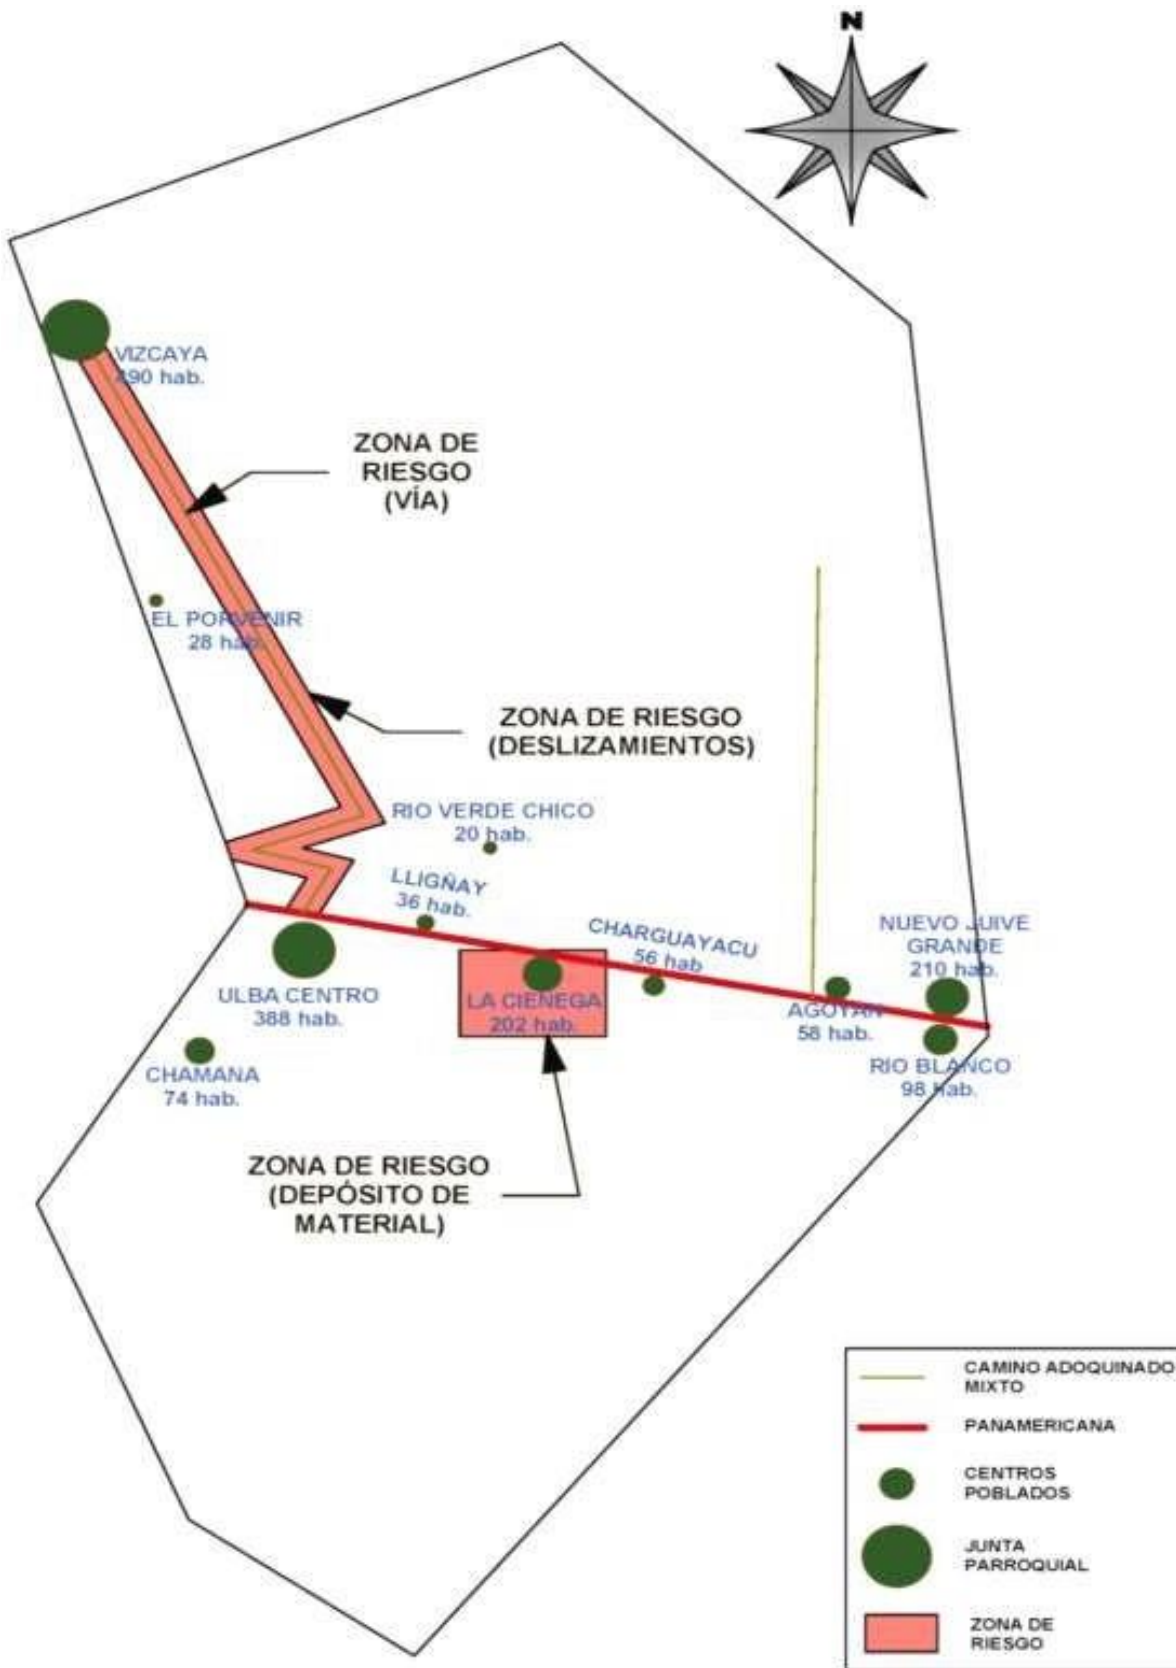 N
VIZCAYA
490 hab.
ZONA DE
RIESGO
(VÍA)
EL PORVENIR
28 hab.
ZONA DE RIESGO
(DESLIZAMIENTOS)
RIO VERDE CHICO
20 hab.
LLIGÑAY
36 hab.
CHARGUAYACU
56 hab
NUEVO JUIVE
GRANDE
210 hab.
ULBA CENTRO
388 hab.
LA CIENEGA
202 hab.
AGOYAN
58 hab.
RIO BLANCO
98 hab.
CHAMANA
74 hab.
ZONA DE RIESGO
(DEPÓSITO DE
MATERIAL)
CAMINO ADOQUINADO
MIXTO
PANAMERICANA
CENTROS
POBLADOS
JUNTA
PARROQUIAL
ZONA DE
RIESGO